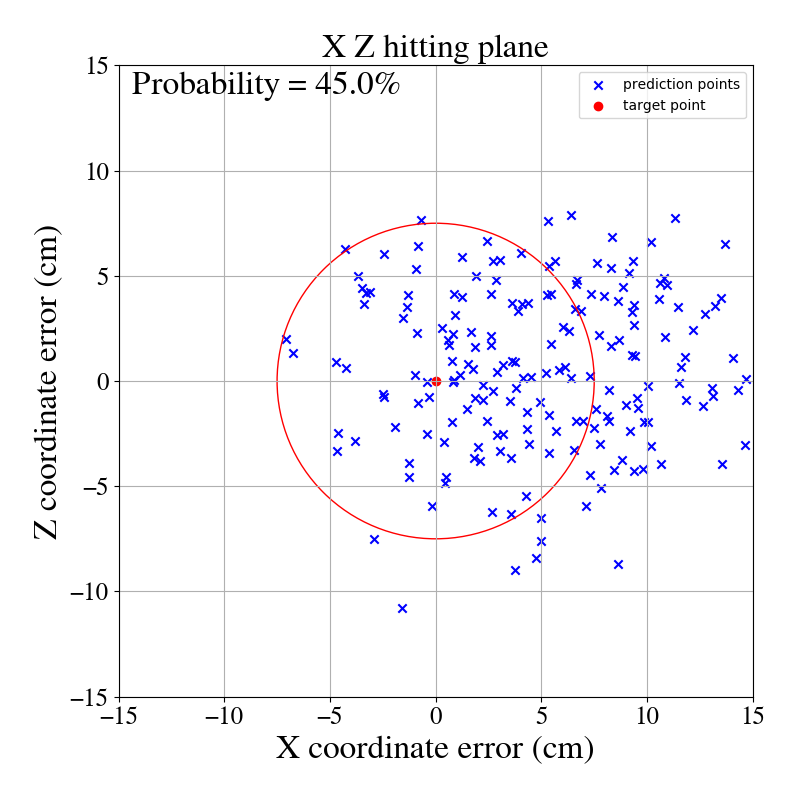 X Z hitting plane
Probability = 45.0%
prediction points
target point
15
10
5
0
−5
−10
−15
Z coordinate error (cm)
−15 −10 −5 0 5 10 15
X coordinate error (cm)